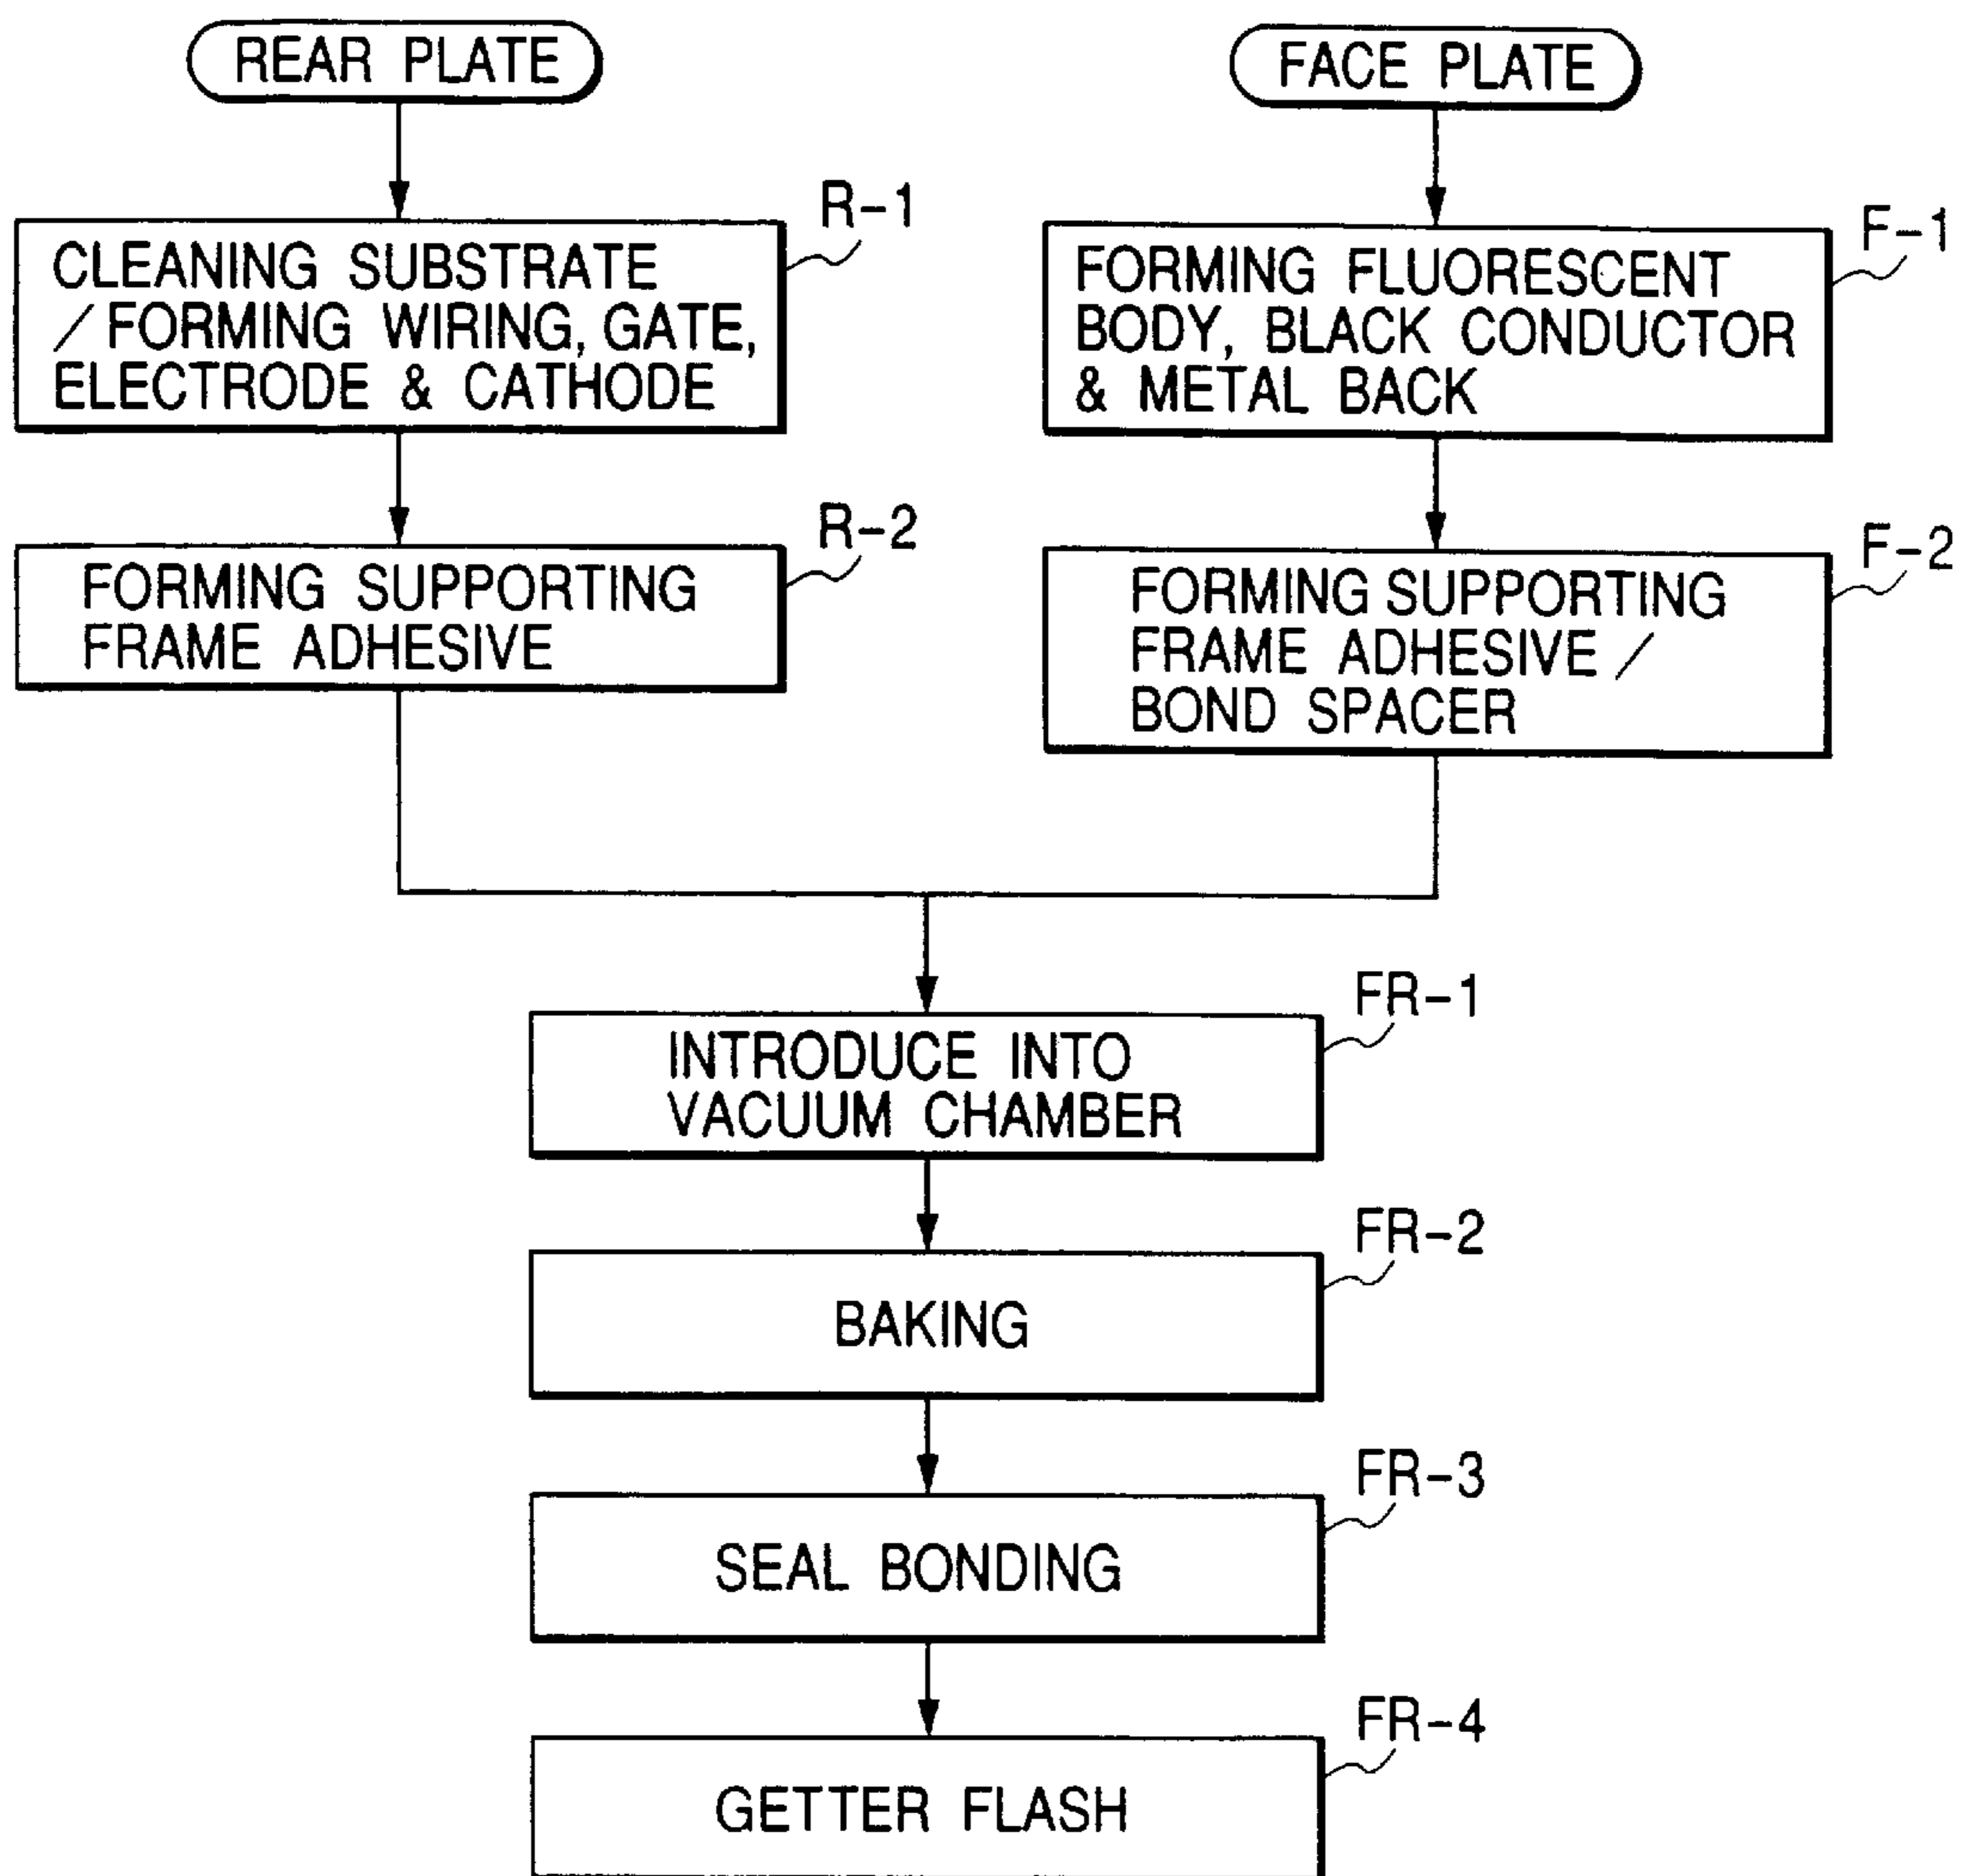 REAR PLATE
R-1
CLEANING SUBSTRATE
/ FORMING WIRING, GATE,
ELECTRODE & CATHODE
R-2
FORMING SUPPORTING
FRAME ADHESIVE
FACE PLATE
F-1
FORMING FLUORESCENT
BODY, BLACK CONDUCTOR
& METAL BACK
F-2
FORMING SUPPORTING
FRAME ADHESIVE /
BOND SPACER
FR-1
INTRODUCE INTO
VACUUM CHAMBER
FR-2
BAKING
FR-3
SEAL BONDING
FR-4
GETTER FLASH